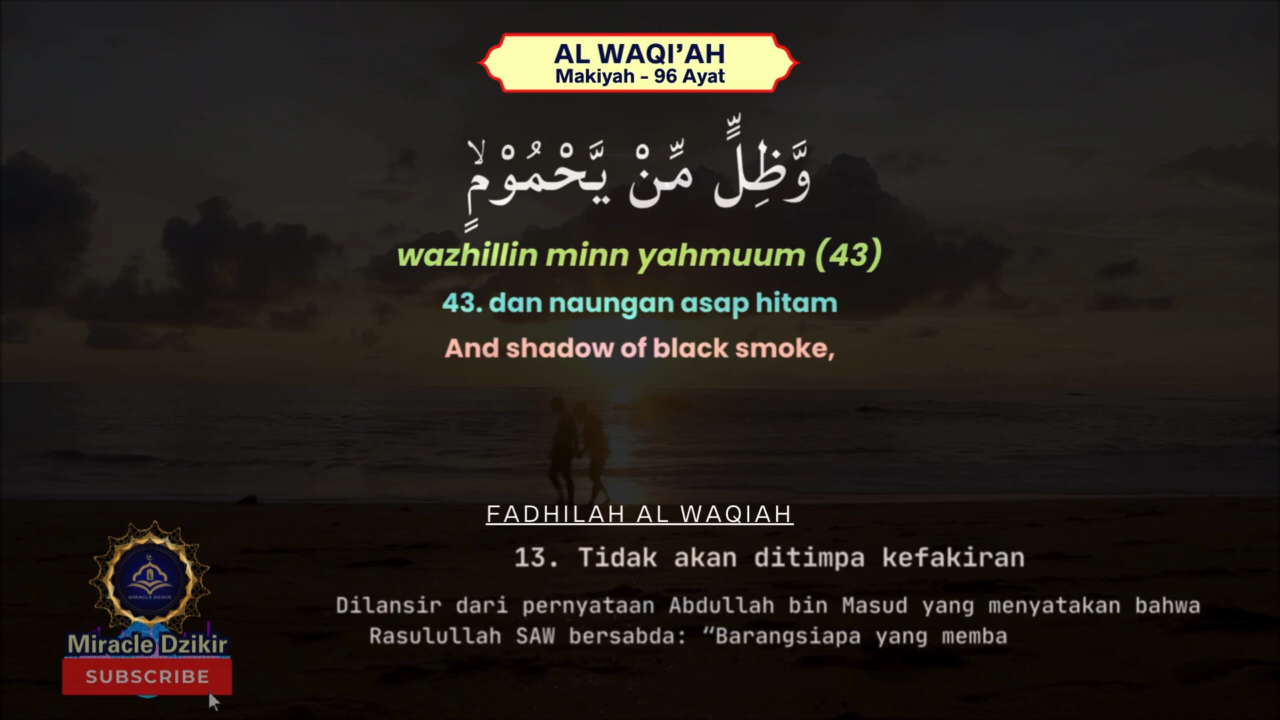 AL WAQI’AH
Makiyah - 96 Ayat
وَّظِلٍّ مِّنْ يَّحْمُوْمٍۙ
wazhillin minn yahmuum (43)
43. dan naungan asap hitam
And shadow of black smoke,
FADHILAH AL WAQIAH
13. Tidak akan ditimpa kefakiran
Dilansir dari pernyataan Abdullah bin Masud yang menyatakan bahwa
Rasulullah SAW bersabda: “Barangsiapa yang memba
MIRACLE DZIKIR
Miracle Dzikir
SUBSCRIBE